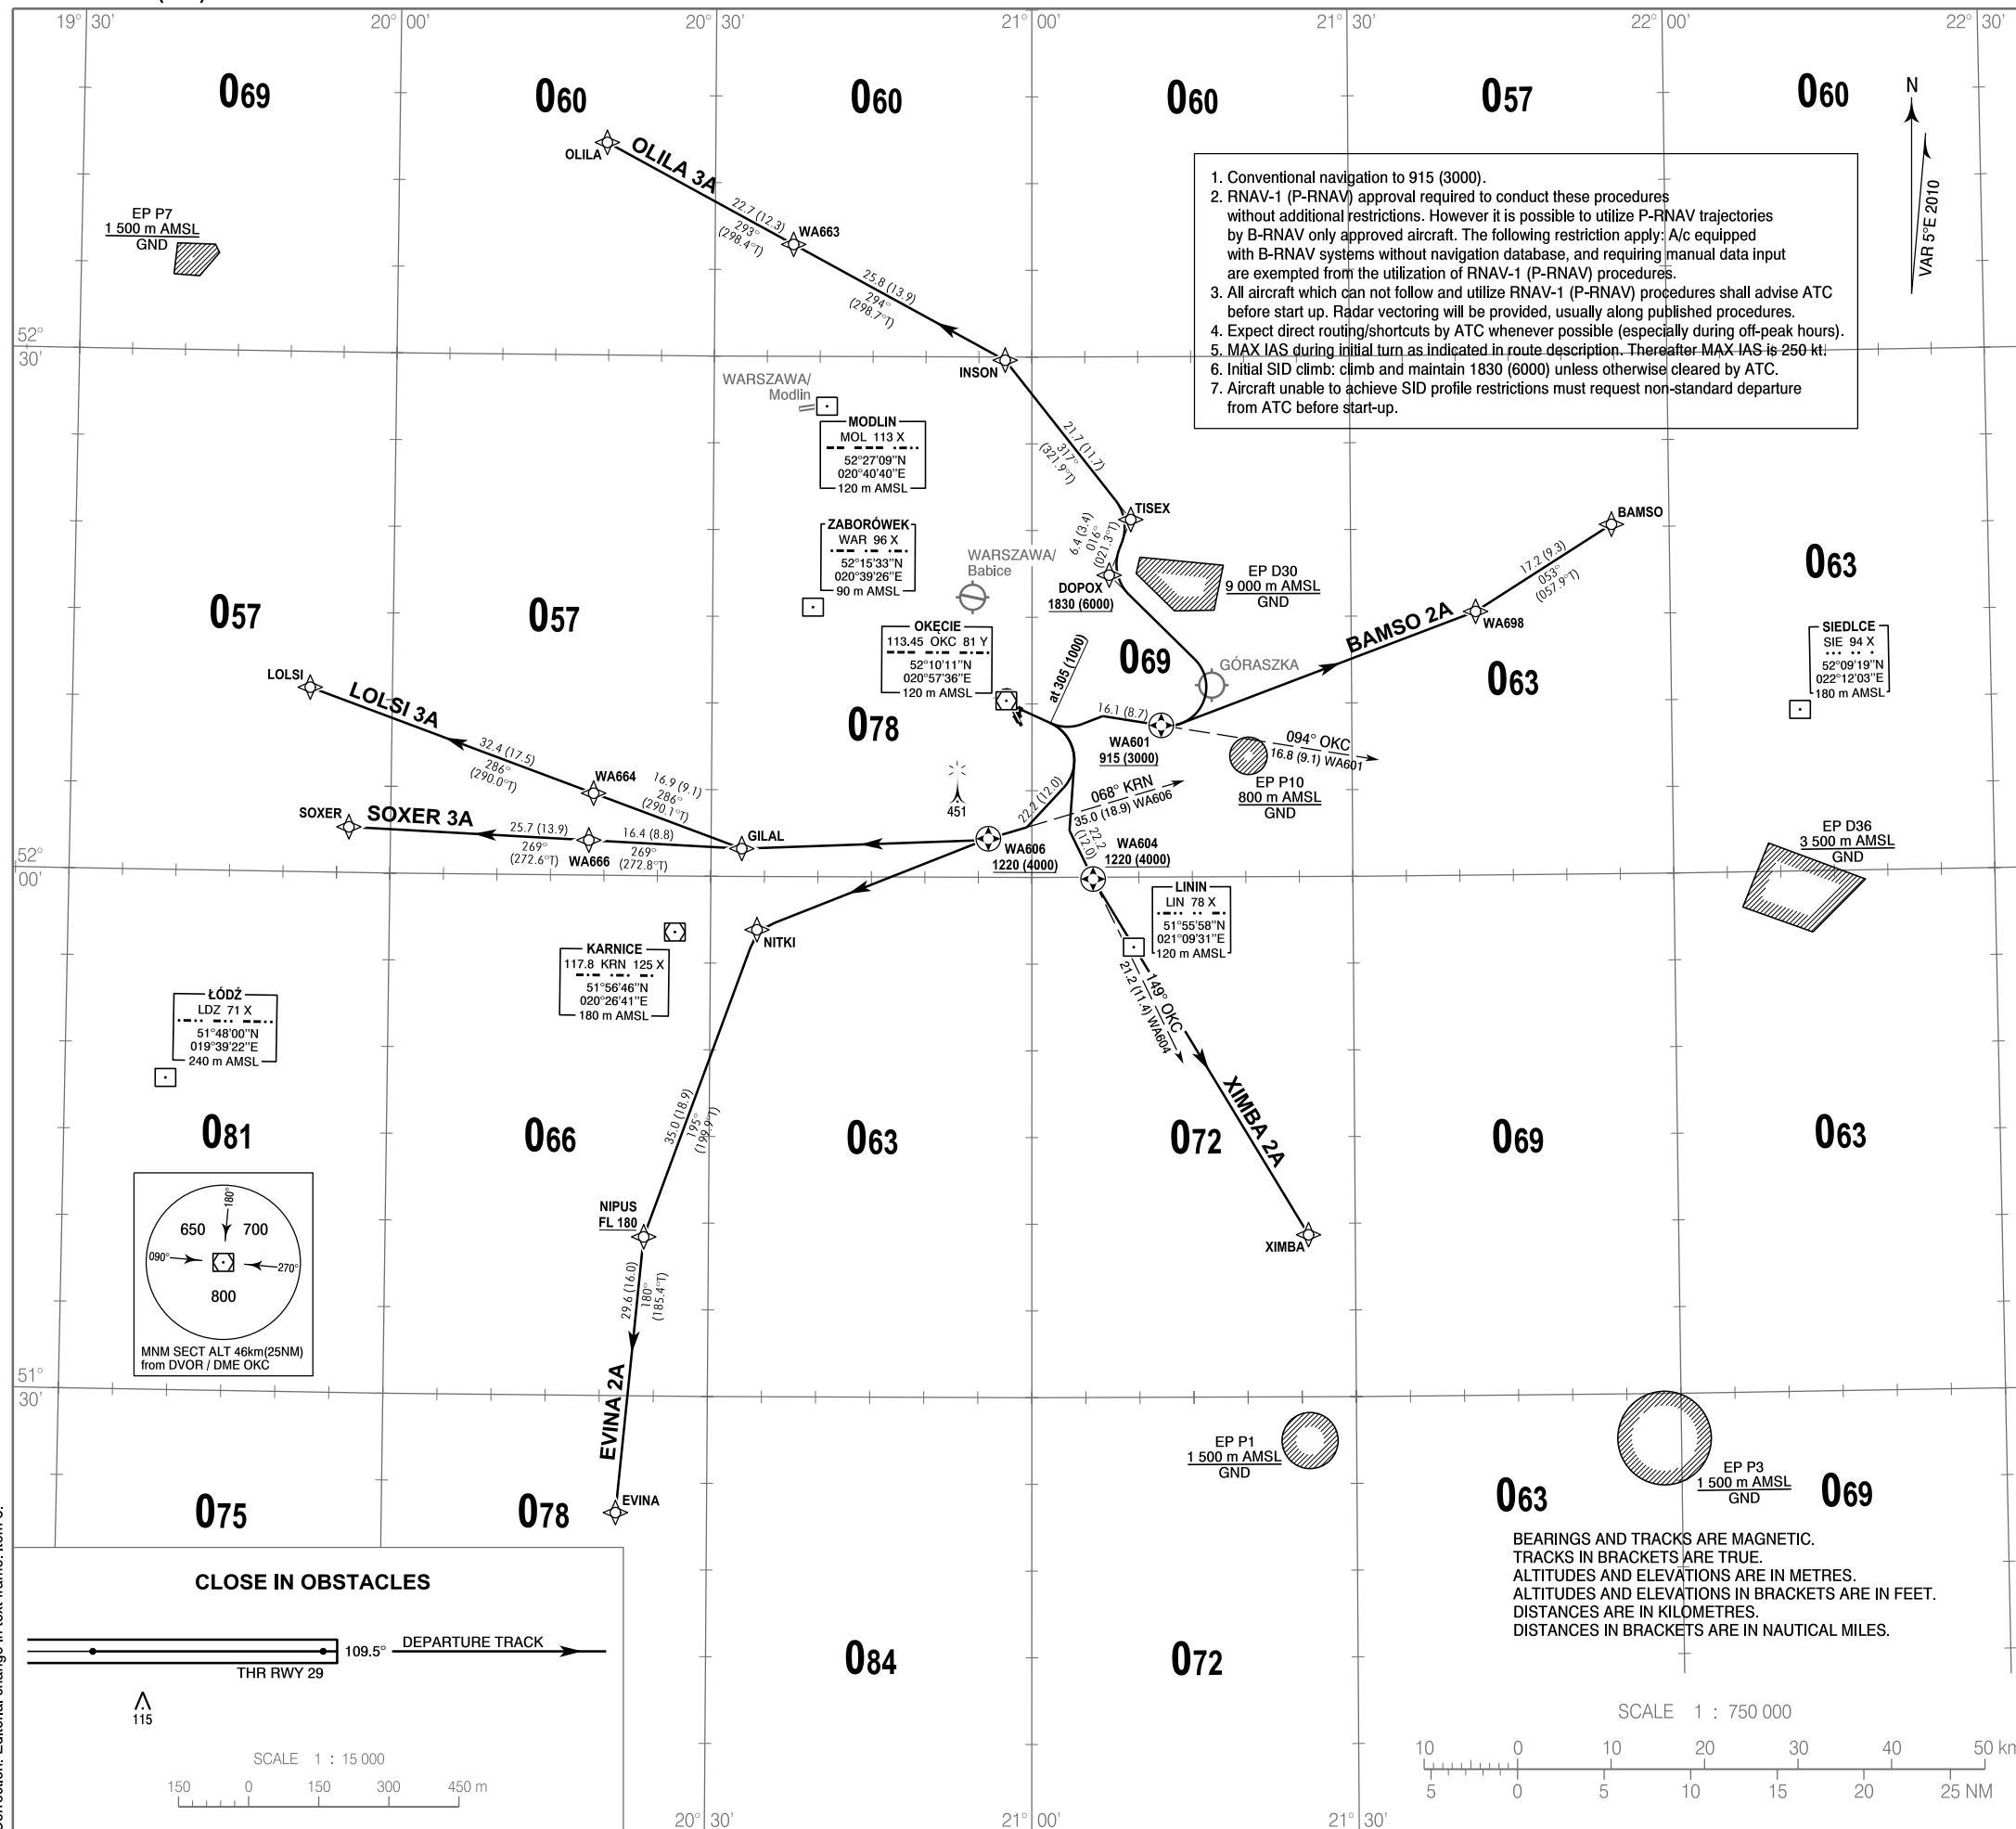 19° 30' 20° 00' 20° 30' 21° 00' 21° 30' 22° 00' 22° 30'
069 060 060 060 057 060
N
VAR 5°E 2010
OLILA
OLILA 3A
22.7 (12.3)
293°
(298.4°T)
WA663
25.8 (13.9)
294°
(298.7°T)
EP P7
1 500 m AMSL
GND
1. Conventional navigation to 915 (3000).
2. RNAV-1 (P-RNAV) approval required to conduct these procedures
without additional restrictions. However it is possible to utilize P-RNAV trajectories
by B-RNAV only approved aircraft. The following restriction apply: A/c equipped
with B-RNAV systems without navigation database, and requiring manual data input
are exempted from the utilization of RNAV-1 (P-RNAV) procedures.
3. All aircraft which can not follow and utilize RNAV-1 (P-RNAV) procedures shall advise ATC
before start up. Radar vectoring will be provided, usually along published procedures.
4. Expect direct routing/shortcuts by ATC whenever possible (especially during off-peak hours).
5. MAX IAS during initial turn as indicated in route description. Thereafter MAX IAS is 250 kt.
6. Initial SID climb: climb and maintain 1830 (6000) unless otherwise cleared by ATC.
7. Aircraft unable to achieve SID profile restrictions must request non-standard departure
from ATC before start-up.
52°
30'
INSON
WARSZAWA/
Modlin
MODLIN
MOL 113 X
52°27'09"N
020°40'40"E
120 m AMSL
21.7 (11.7)
317°
(321.9°T)
TISEX
BAMSO
ZABORÓWEK
WAR 96 X
52°15'33"N
020°39'26"E
90 m AMSL
WARSZAWA/
Babice
6.4 (3.4)
016°
(021.3°T)
DOPOX
1830 (6000)
EP D30
9 000 m AMSL
GND
17.2 (9.3)
053°
(057.9°T)
063
057 057
WA698
BAMSO 2A
OKĘCIE
113.45 OKC 81 Y
52°10'11"N
020°57'36"E
120 m AMSL
at 305 (1000)
069
GÓRASZKA
063
SIEDLCE
SIE 94 X
52°09'19"N
022°12'03"E
180 m AMSL
LOLSI
LOLSI 3A
32.4 (17.5)
286°
(290.0°T)
078
16.1 (8.7)
WA601
915 (3000)
094° OKC
16.8 (9.1) WA601
EP P10
800 m AMSL
GND
WA664
16.9 (9.1)
286°
(290.1°T)
451
22.2 (12.0)
068° KRN
35.0 (18.9) WA606
SOXER
SOXER 3A
25.7 (13.9)
269°
(272.6°T)
WA666
16.4 (8.8)
269°
(272.8°T)
GILAL
WA606
1220 (4000)
22.2
(12.0)
WA604
1220 (4000)
EP D36
3 500 m AMSL
GND
52°
00'
LININ
LIN 78 X
51°55'58"N
021°09'31"E
120 m AMSL
NITKI
KARNICE
117.8 KRN 125 X
51°56'46"N
020°26'41"E
180 m AMSL
149° OKC
21.2 (11.4) WA604
ŁÓDŹ
LDZ 71 X
51°48'00"N
019°39'22"E
240 m AMSL
35.0 (18.9)
195°
(199.9°T)
XIMBA 2A
081 066 063 072 069 063
180°
650 700
090° 270°
800
MNM SECT ALT 46km(25NM)
from DVOR / DME OKC
NIPUS
FL 180
XIMBA
29.6 (16.0)
180°
(185.4°T)
51°
30'
EVINA 2A
EVINA
EP P1
1 500 m AMSL
GND
EP P3
1 500 m AMSL
GND
075 078 063 069
BEARINGS AND TRACKS ARE MAGNETIC.
TRACKS IN BRACKETS ARE TRUE.
ALTITUDES AND ELEVATIONS ARE IN METRES.
ALTITUDES AND ELEVATIONS IN BRACKETS ARE IN FEET.
DISTANCES ARE IN KILOMETRES.
DISTANCES IN BRACKETS ARE IN NAUTICAL MILES.
CLOSE IN OBSTACLES
109.5° DEPARTURE TRACK
THR RWY 29
115
SCALE 1 : 15 000
150 0 150 300 450 m
084 072
SCALE 1 : 750 000
10 0 10 20 30 40 50 km
5 0 5 10 15 20 25 NM
20° 30' 21° 00' 21° 30'